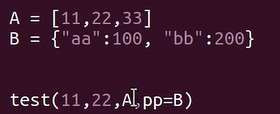 A = [11,22,33]
B = {"aa":100, "bb":200}
test(11,22,A,pp=B)